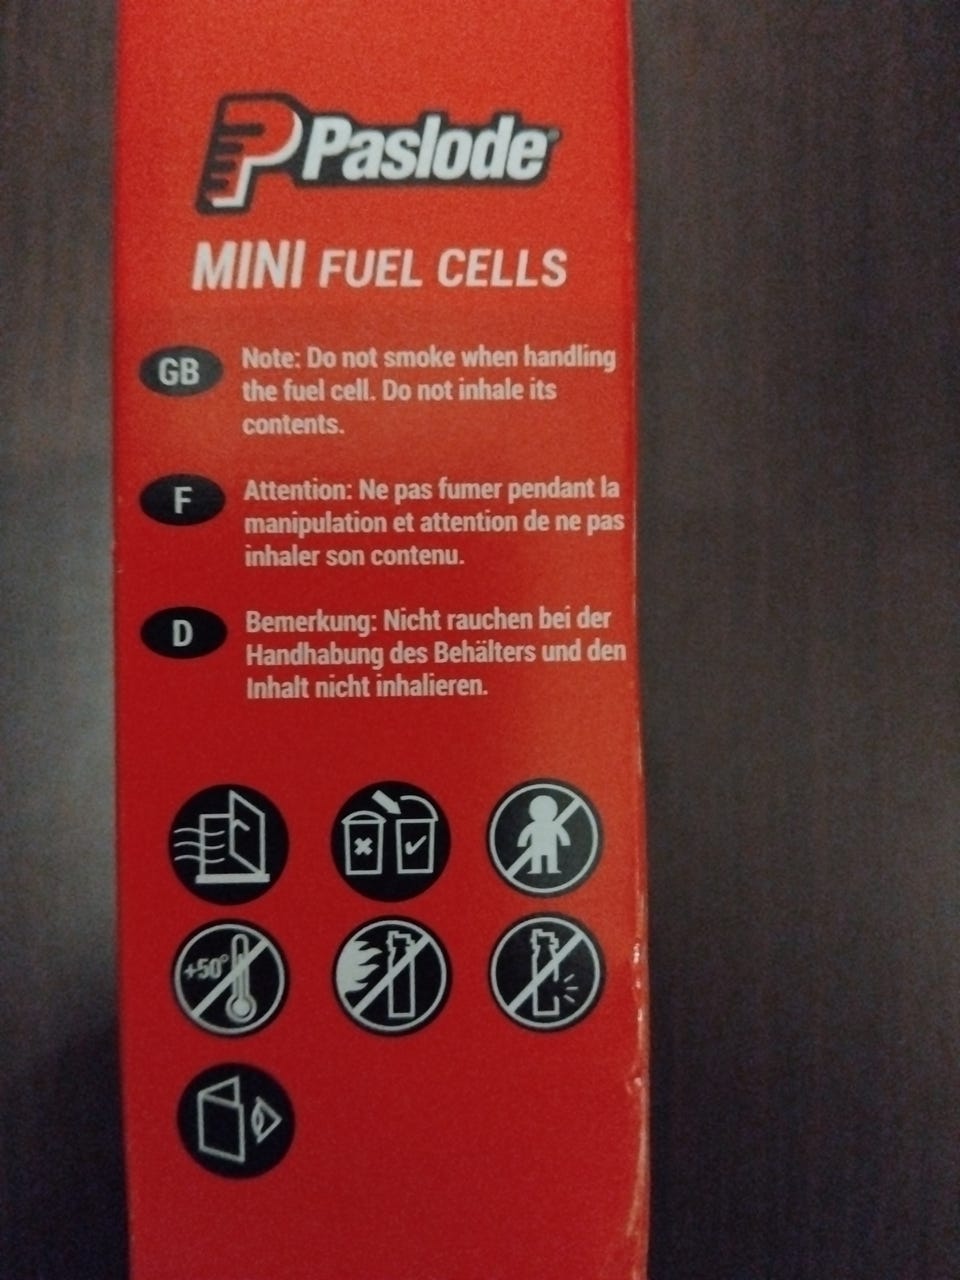 Paslode
MINI FUEL CELLS
GB
Note: Do not smoke when handling
the fuel cell. Do not inhale its
contents.
F
Attention: Ne pas fumer pendant la
manipulation et attention de ne pas
inhaler son contenu.
D
Bemerkung: Nicht rauchen bei der
Handhabung des Behälters und den
Inhalt nicht inhalieren.
+50°